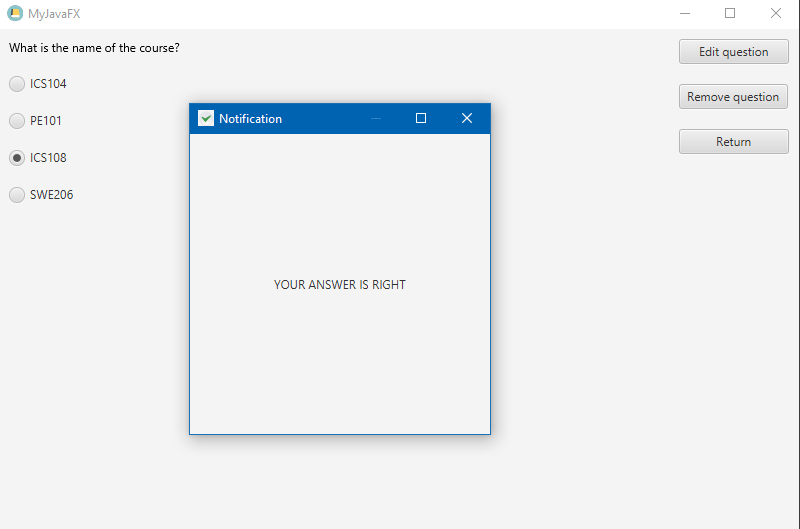 MyJavaFX
What is the name of the course?
Edit question
ICS104
Remove question
PE101
Notification
Return
ICS108
SWE206
YOUR ANSWER IS RIGHT